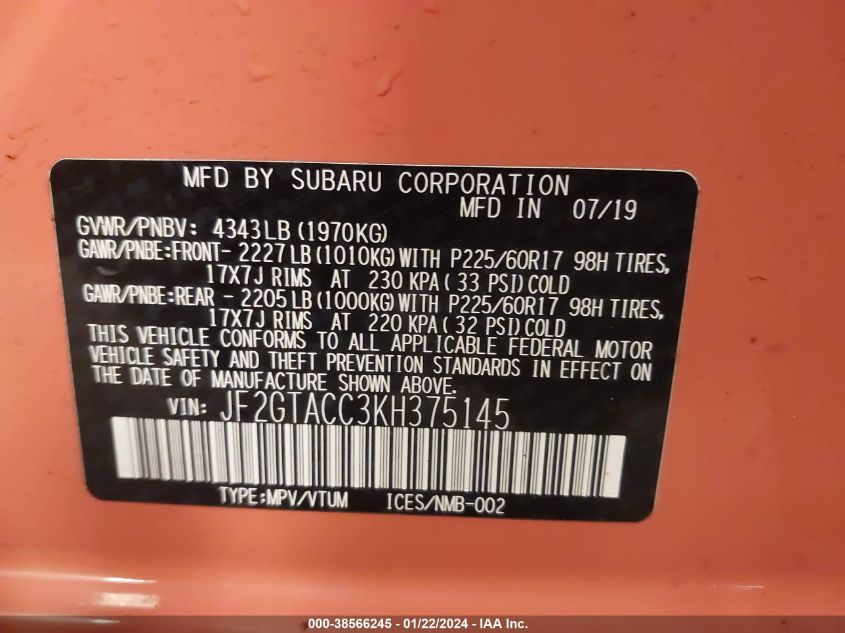 MFD BY SUBARU CORPORATION
MFD IN 07/19
GVWR/PNBV: 4343LB (1970KG)
GAWR/PNBE:FRONT- 2227LB (1010KG) WITH P225/60R17 98H TIRES,
17X7J RIMS AT 230 KPA ( 33 PSI) COLD
GAWR/PNBE:REAR - 2205LB (1000KG) WITH P225/60R17 98H TIRES,
17X7J RIMS AT 220 KPA ( 32 PSI) COLD
THIS VEHICLE CONFORMS TO ALL APPLICABLE FEDERAL MOTOR
VEHICLE SAFETY AND THEFT PREVENTION STANDARDS IN EFFECT ON
THE DATE OF MANUFACTURE SHOWN ABOVE.
VIN: JF2GTACC3KH375145
TYPE:MPV/VTUM ICES/NMB-002
000-38566245 - 01/22/2024 - IAA Inc.